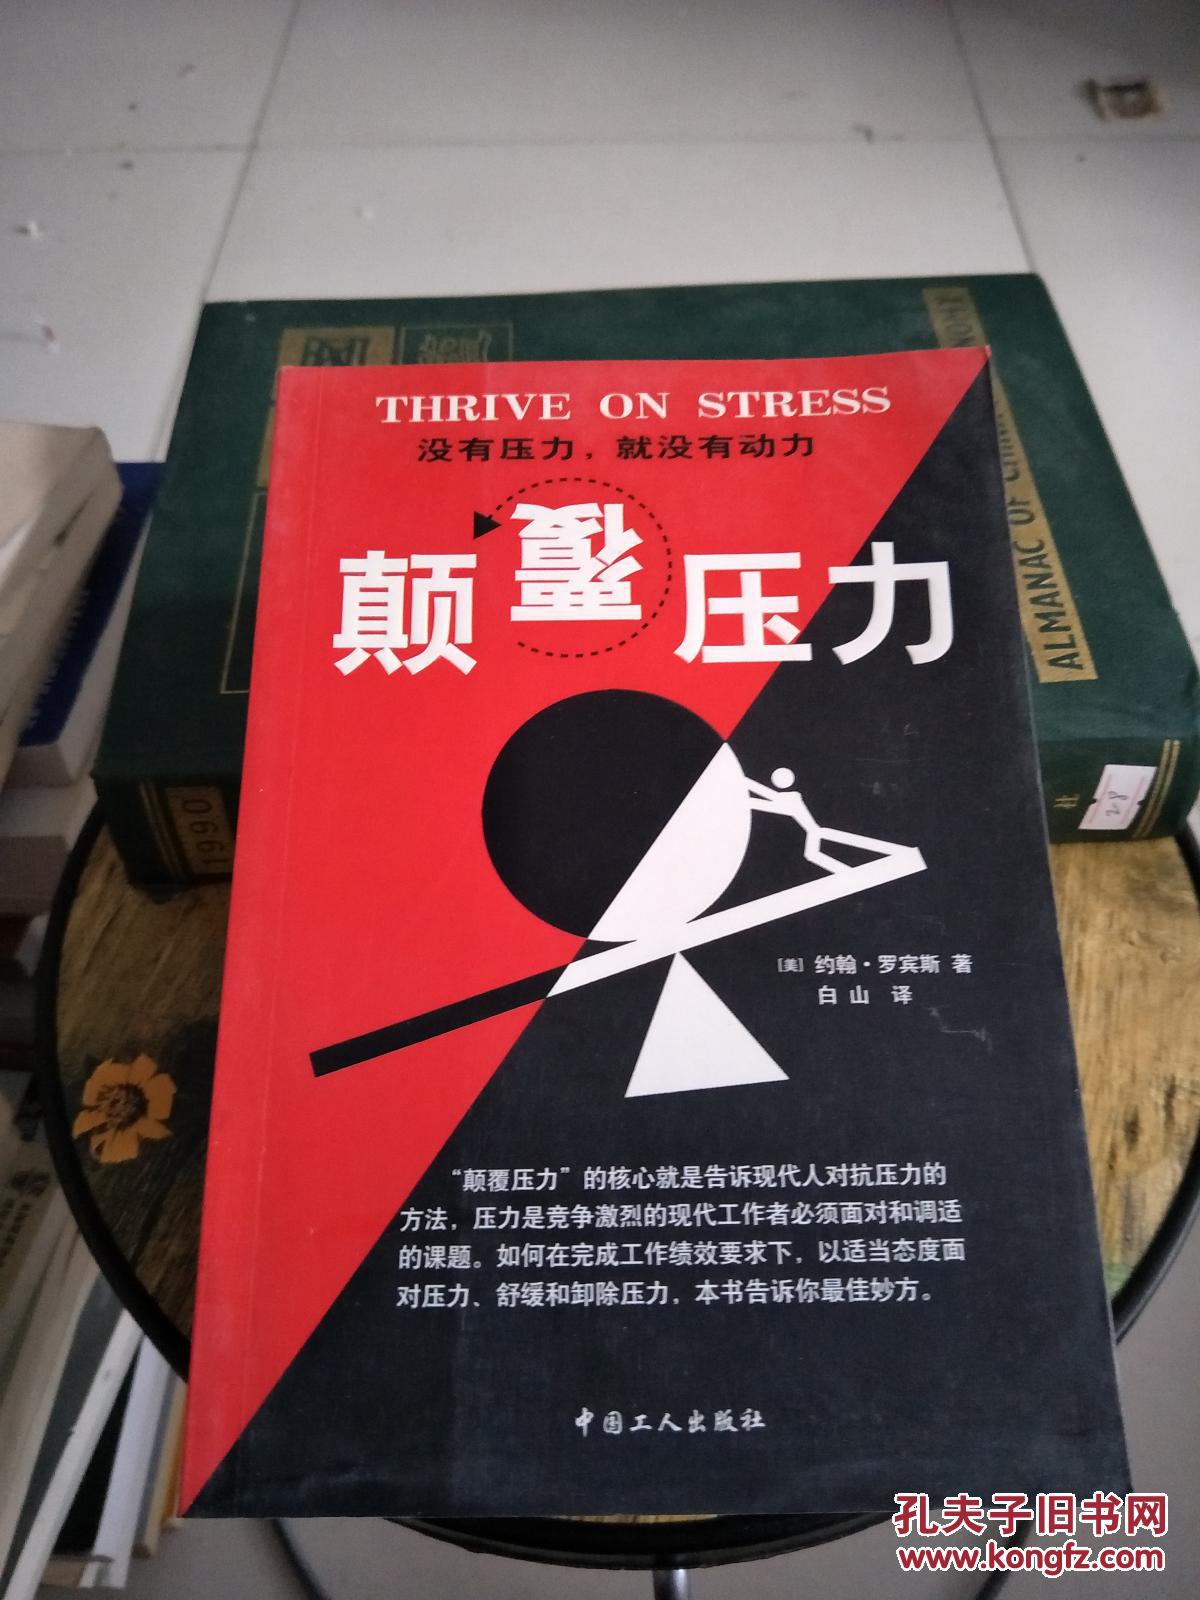 THRIVE ON STRESS
没有压力，就没有动力
颠覆压力
[美] 约翰·罗宾斯 著
白山 译
“颠覆压力”的核心就是告诉现代人对抗压力的
方法，压力是竞争激烈的现代工作者必须面对和调适
的课题。如何在完成工作绩效要求下，以适当态度面
对压力、舒缓和卸除压力，本书告诉你最佳妙方。
中国工人出版社
ALMANAC OF
1990
社
208
孔夫子旧书网
www.kongfz.com